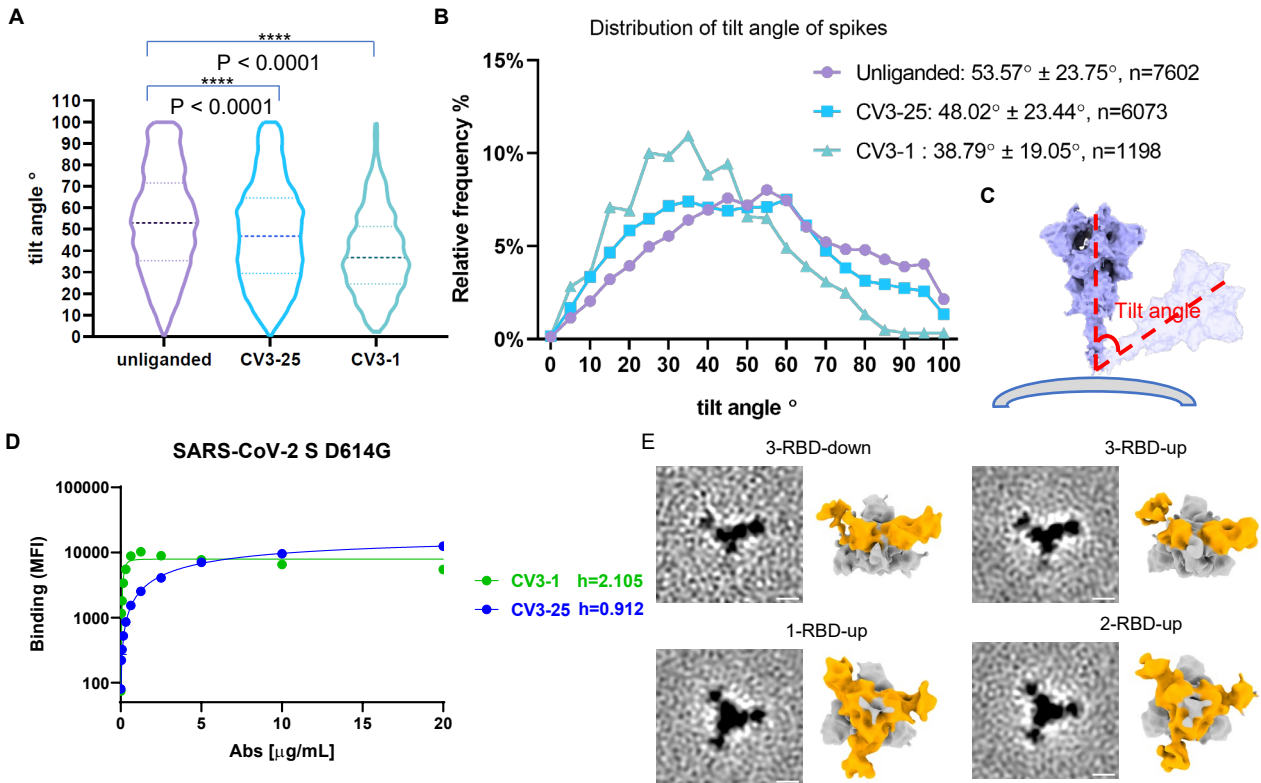 A
****
P < 0.0001
****
P < 0.0001
tilt angle °
110
100
90
80
70
60
50
40
30
20
10
0
unliganded
CV3-25
CV3-1
B
Distribution of tilt angle of spikes
Relative frequency %
15%
10%
5%
0%
0 10 20 30 40 50 60 70 80 90 100
tilt angle °
Unliganded: 53.57° ± 23.75°, n=7602
CV3-25: 48.02° ± 23.44°, n=6073
CV3-1 : 38.79° ± 19.05°, n=1198
C
Tilt angle
D
SARS-CoV-2 S D614G
Binding (MFI)
100000
10000
1000
100
0 5 10 15 20
Abs [μg/mL]
CV3-1 h=2.105
CV3-25 h=0.912
E
3-RBD-down
3-RBD-up
1-RBD-up
2-RBD-up